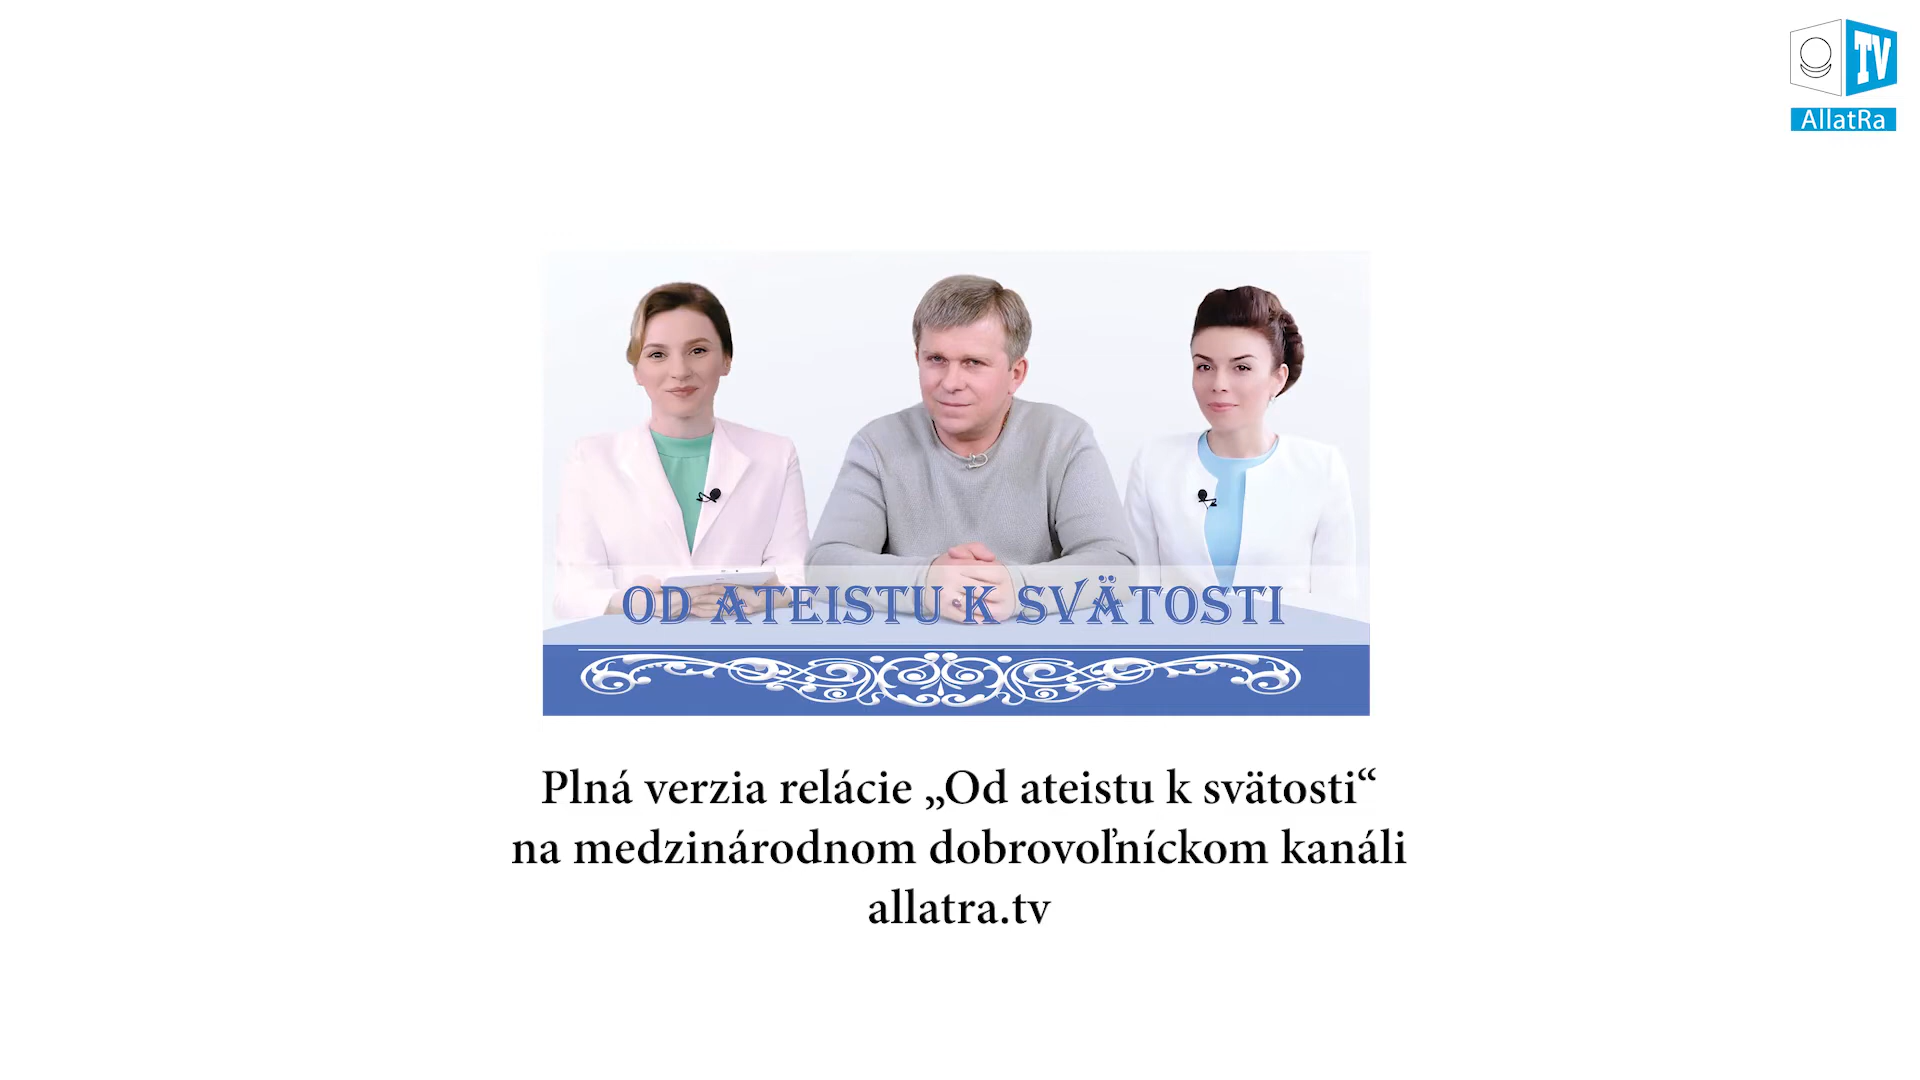 TV
AllatRa
OD ATEISTU K SVÄTOSTI
Plná verzia relácie „Od ateistu k svätosti“
na medzinárodnom dobrovoľníckom kanáli
allatra.tv